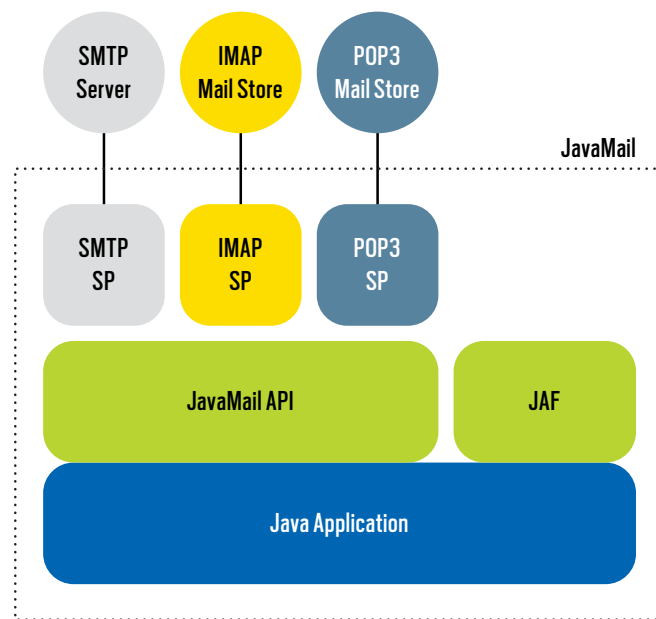 SMTP
Server
IMAP
Mail Store
POP3
Mail Store
JavaMail
SMTP
SP
IMAP
SP
POP3
SP
JavaMail API
JAF
Java Application